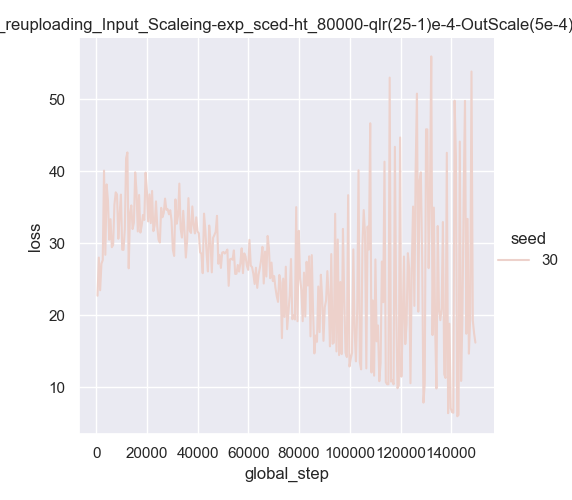 _reuploading_Input_Scaleing-exp_sced-ht_80000-qlr(25-1)e-4-OutScale(5e-4)
50
40
30
20
10
loss
0 20000 40000 60000 80000 100000 120000 140000
global_step
seed
30